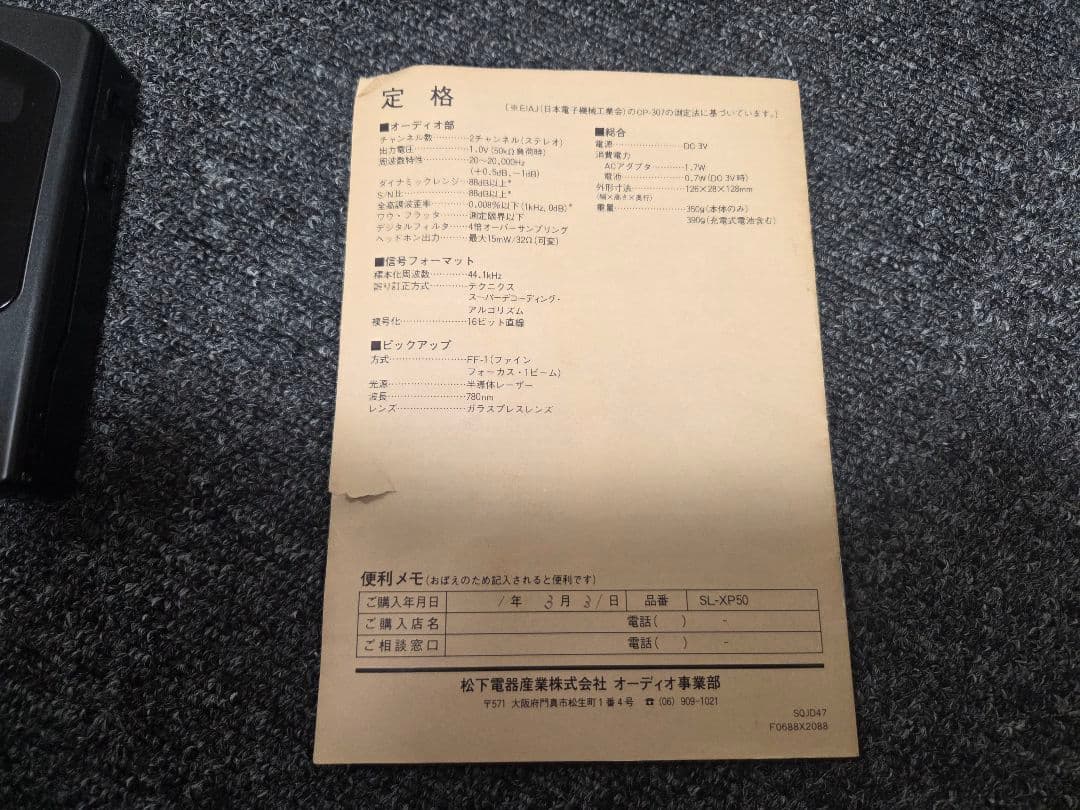 定格
(※EIAJ(日本電子機械工業会)のCP-307の測定法に基づいています。)
■オーディオ部
チャンネル数…………2チャンネル(ステレオ)
出力電圧………………1.0V(50kΩ負荷時)
周波数特性……………20〜20,000Hz
(+0.5dB、−1dB)
ダイナミックレンジ…88dB以上*
S/N比…………………88dB以上*
全高調波歪率…………0.008%以下(1kHz, 0dB)*
ワウ・フラッタ………測定限界以下
デジタルフィルタ……4倍オーバーサンプリング
ヘッドホン出力………最大15mW/32Ω(可変)
■信号フォーマット
標本化周波数…………44.1kHz
誤り訂正方式…………テクニクス
スーパーデコーディング・
アルゴリズム
複号化…………………16ビット直線
■ピックアップ
方式……………………FF-1(ファイン
フォーカス・1ビーム)
光源……………………半導体レーザー
波長……………………780nm
レンズ…………………ガラスプレスレンズ
■総合
電源……………………DC 3V
消費電力
ACアダプタ…………1.7W
電池…………………0.7W(DC 3V時)
外形寸法………………126×28×128mm
(幅×高さ×奥行)
重量……………………350g(本体のみ)
390g(充電式電池含む)
便利メモ(おぼえのため記入されると便利です)
ご購入年月日 1年 3月 31日 品番 SL-XP50
ご購入店名 電話( ) -
ご相談窓口 電話( ) -
松下電器産業株式会社 オーディオ事業部
〒571 大阪府門真市松生町1番4号 ☎(06) 909-1021
SQJD47
F0688X2088